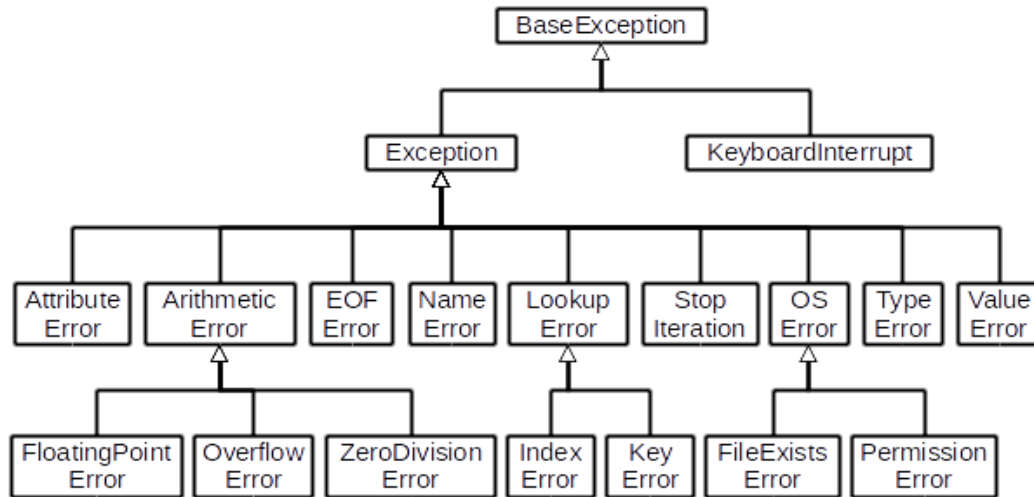 BaseException
Exception
KeyboardInterrupt
Attribute
Error
Arithmetic
Error
EOF
Error
Name
Error
Lookup
Error
Stop
Iteration
OS
Error
Type
Error
Value
Error
FloatingPoint
Error
Overflow
Error
ZeroDivision
Error
Index
Error
Key
Error
FileExists
Error
Permission
Error